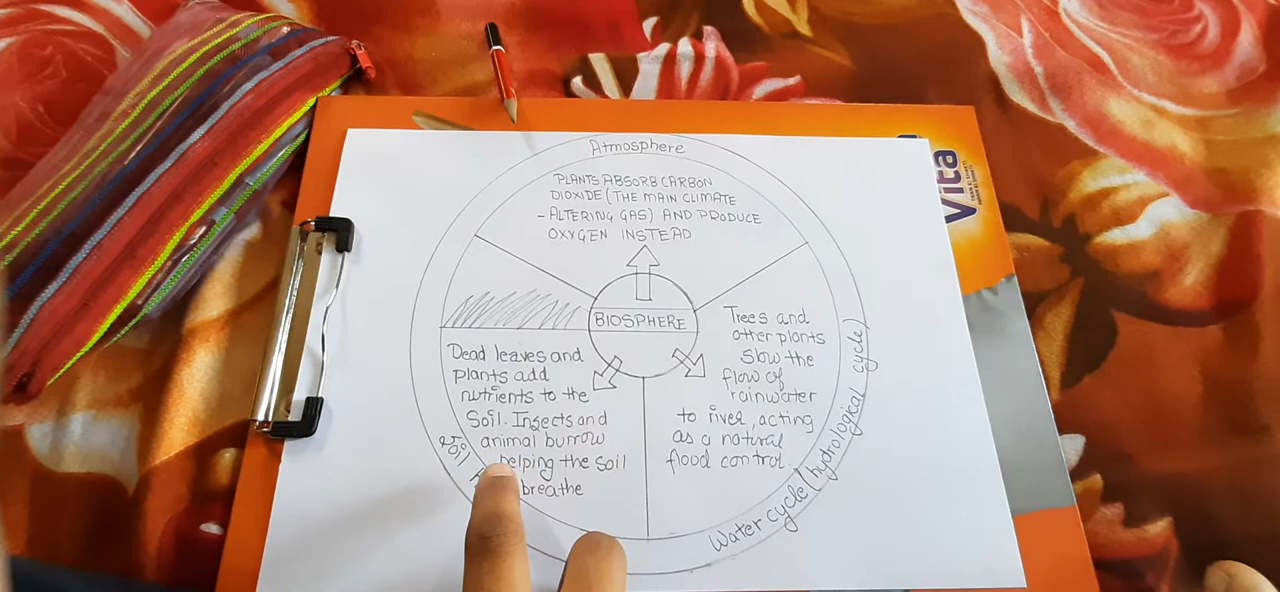 Atmosphere
PLANTS ABSORB CARBON
DIOXIDE (THE MAIN CLIMATE
- ALTERING GAS) AND PRODUCE
OXYGEN INSTEAD
BIOSPHERE
Trees and
other plants
slow the
flow of
rainwater
to river, acting
as a natural
flood control.
Dead leaves and
plants add
nutrients to the
Soil. Insects and
animal burrow
helping the soil
breathe
Soil
Water cycle (hydrological cycle)
Vita